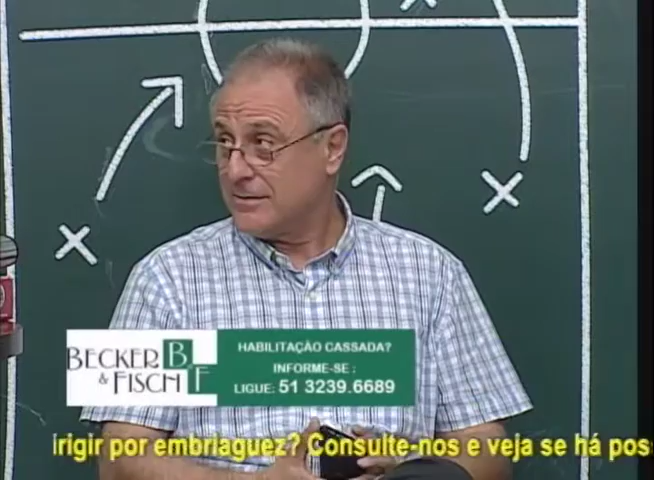 BECKER B
& FISCH F
HABILITAÇÃO CASSADA?
INFORME-SE :
LIGUE: 51 3239.6689
irigir por embriaguez? Consulte-nos e veja se há pos